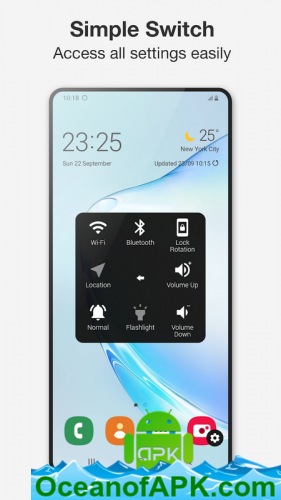 Simple Switch
Access all settings easily
10:18
23:25
Sun 22 September
25°
New York City
Updated 22/09 10:15
Wi-Fi
Bluetooth
Lock
Rotation
Location
Volume Up
Normal
Flashlight
Volume
Down
APK
OceanofAPK.com